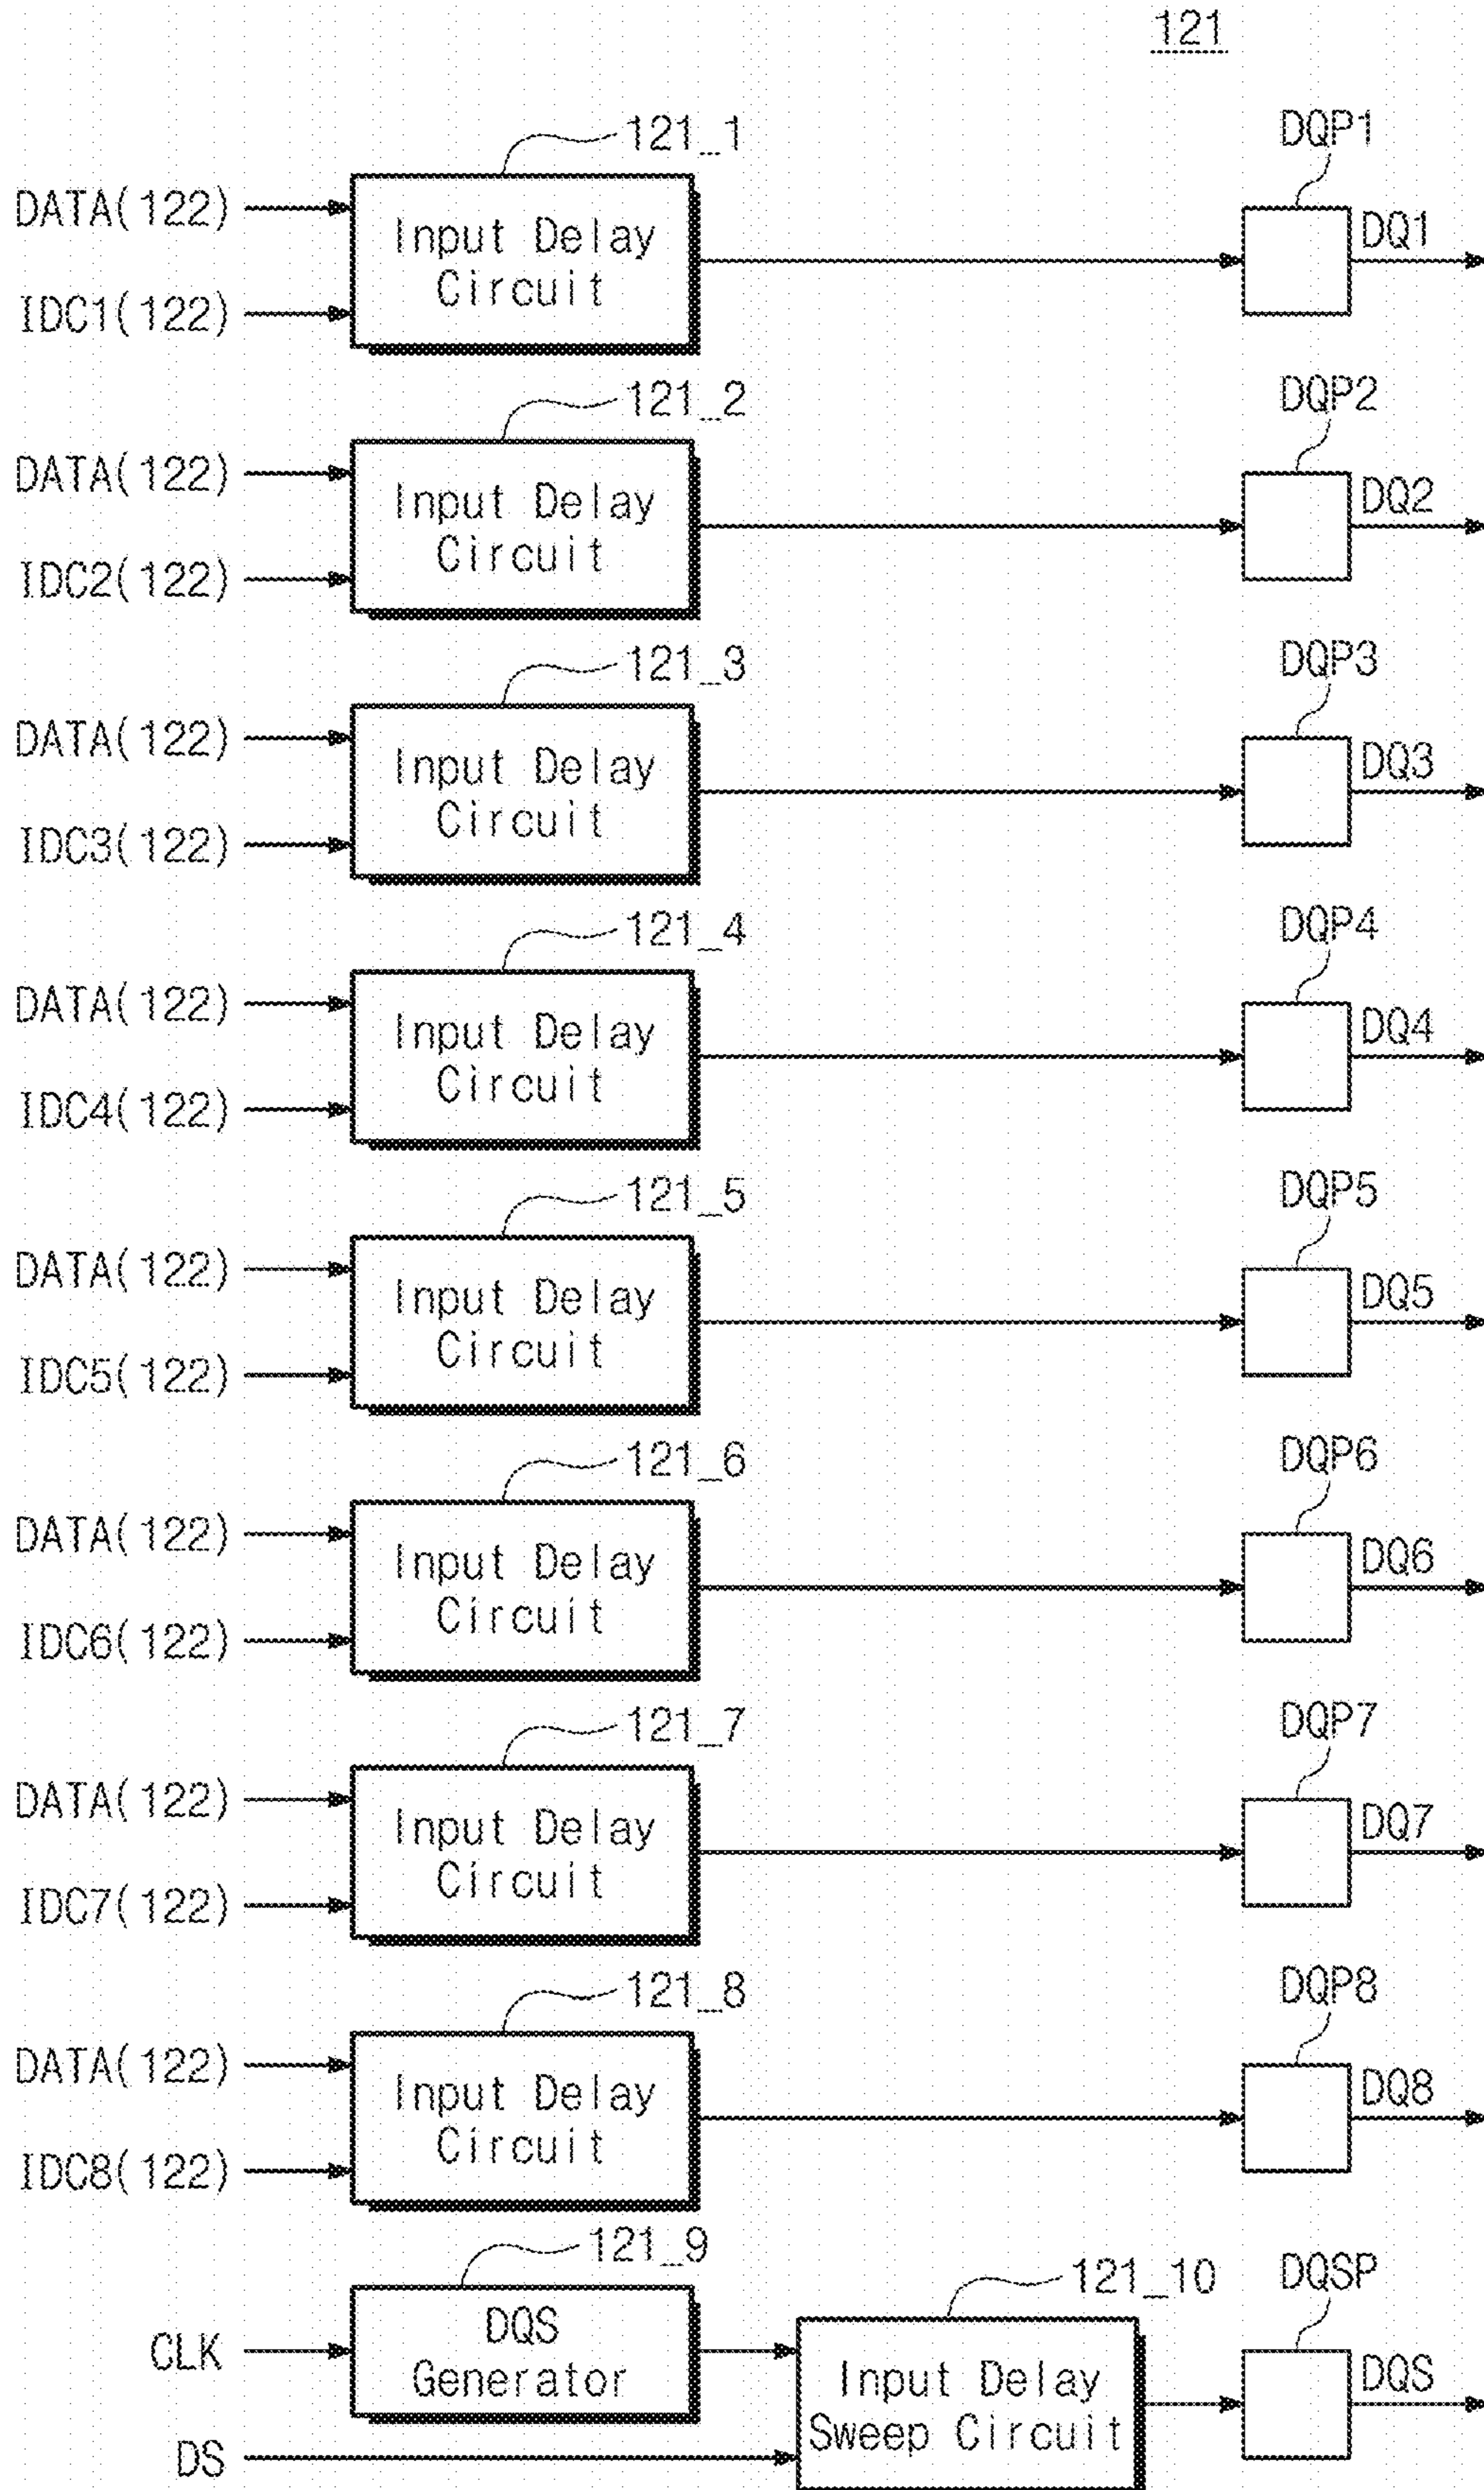 121
121_1
DQP1
DATA(122)
Input Delay
Circuit
DQ1
IDC1(122)
121_2
DQP2
DATA(122)
Input Delay
Circuit
DQ2
IDC2(122)
121_3
DQP3
DATA(122)
Input Delay
Circuit
DQ3
IDC3(122)
121_4
DQP4
DATA(122)
Input Delay
Circuit
DQ4
IDC4(122)
121_5
DQP5
DATA(122)
Input Delay
Circuit
DQ5
IDC5(122)
121_6
DQP6
DATA(122)
Input Delay
Circuit
DQ6
IDC6(122)
121_7
DQP7
DATA(122)
Input Delay
Circuit
DQ7
IDC7(122)
121_8
DQP8
DATA(122)
Input Delay
Circuit
DQ8
IDC8(122)
121_9
121_10
DQSP
CLK
DQS
Generator
Input Delay
Sweep Circuit
DQS
DS